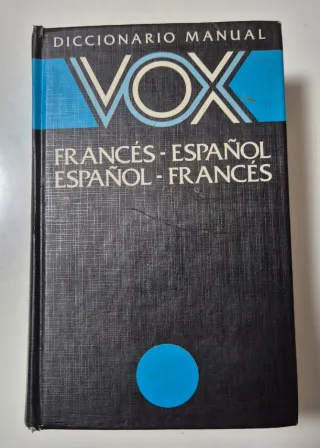 DICCIONARIO MANUAL
VOX
FRANCÉS - ESPAÑOL
ESPAÑOL - FRANCÉS